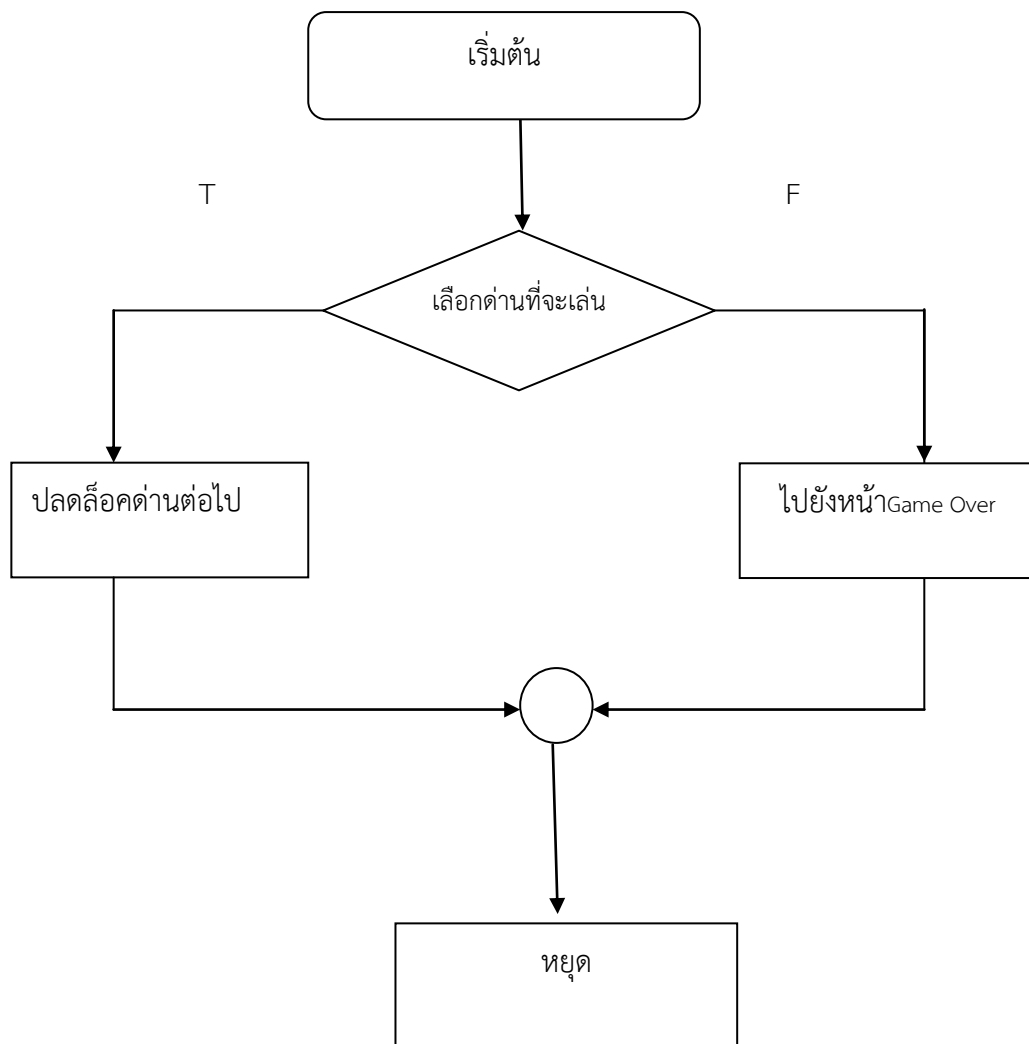 เริ่มต้น
T
F
เลือกด่านที่จะเล่น
ปลดล็อคด่านต่อไป
ไปยังหน้าGame Over
หยุด